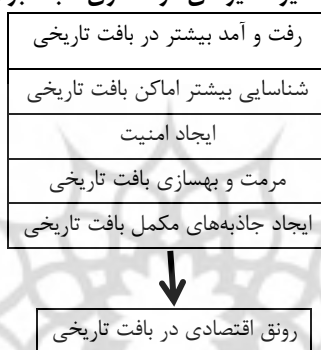 رفت و آمد بیشتر در بافت تاریخی
شناسایی بیشتر اماکن بافت تاریخی
ایجاد امنیت
مرمت و بهسازی بافت تاریخی
ایجاد جاذبه‌های مکمل بافت تاریخی
رونق اقتصادی در بافت تاریخی